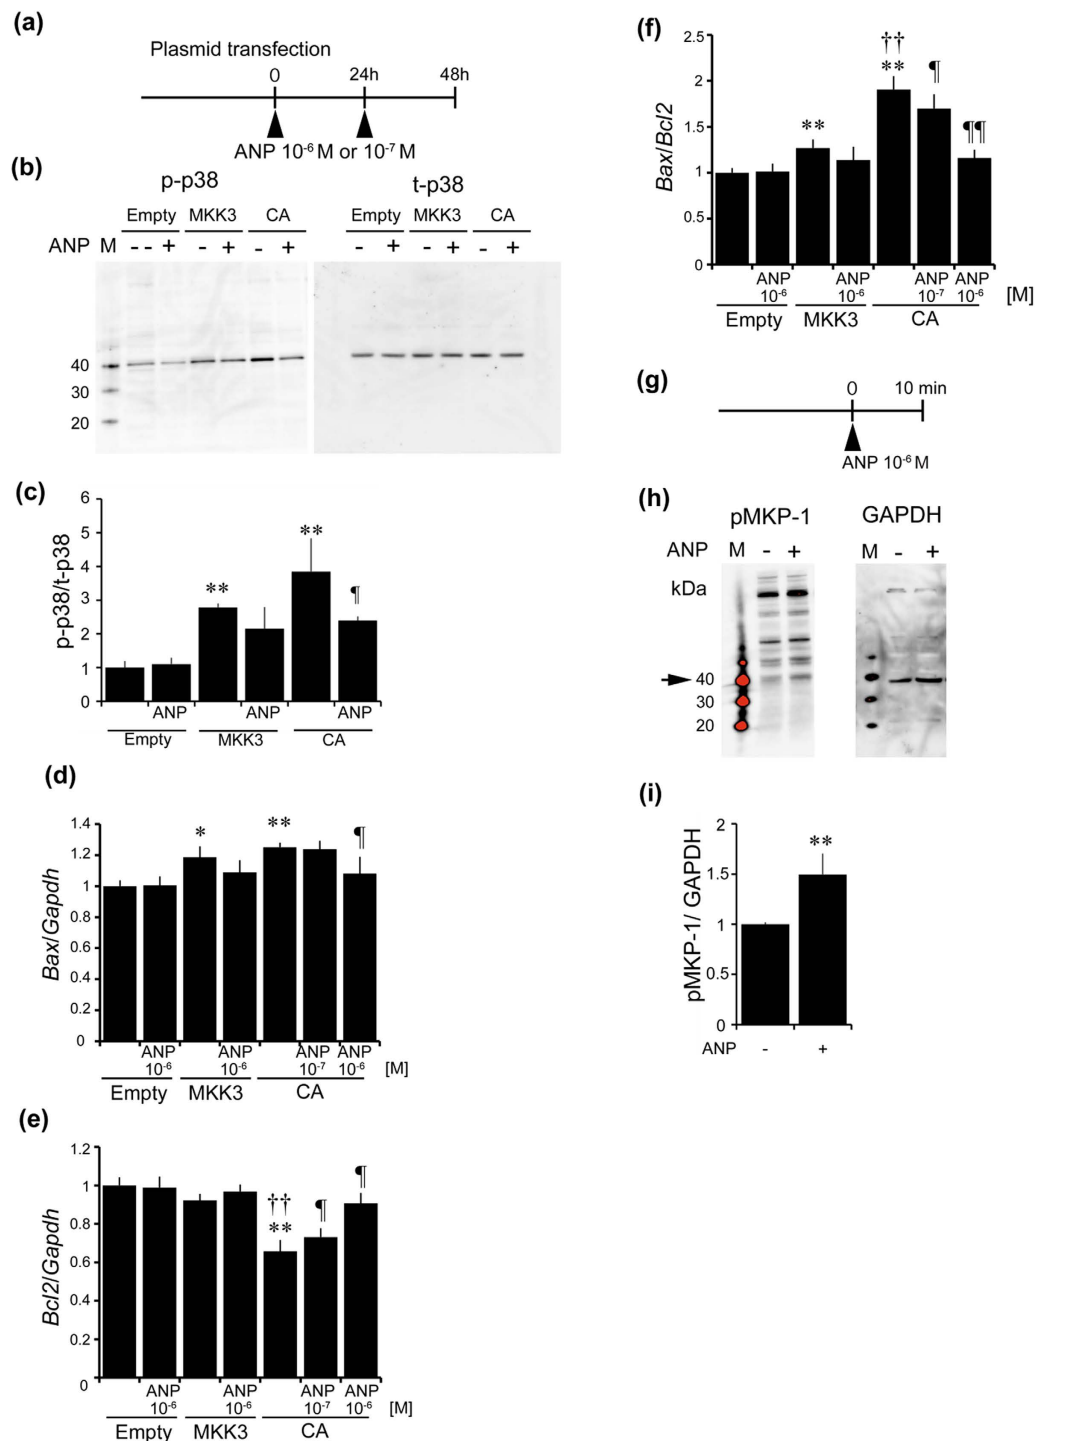 (a)
Plasmid transfection
0 24h 48h
ANP 10⁻⁶ M or 10⁻⁷ M
(b)
p-p38 t-p38
Empty MKK3 CA Empty MKK3 CA
ANP M - - + - + - + - + - + - +
40
30
20
(c)
p-p38/t-p38
6
5
4
3
2
1
0
** ** ¶
ANP ANP ANP
Empty MKK3 CA
(d)
Bax/Gapdh
1.4
1.2
1
0.8
0.6
0.4
0.2
0
* ** ¶
ANP ANP ANP ANP
10⁻⁶ 10⁻⁶ 10⁻⁷ 10⁻⁶ [M]
Empty MKK3 CA
(e)
Bcl2/Gapdh
1.2
1
0.8
0.6
0.4
0.2
0
††
** ¶ ¶
ANP ANP ANP ANP
10⁻⁶ 10⁻⁶ 10⁻⁷ 10⁻⁶ [M]
Empty MKK3 CA
(f)
Bax/Bcl2
2.5
2
1.5
1
0.5
0
**
††
** ¶ ¶¶
ANP ANP ANP ANP
10⁻⁶ 10⁻⁶ 10⁻⁷ 10⁻⁶ [M]
Empty MKK3 CA
(g)
0 10 min
ANP 10⁻⁶ M
(h)
pMKP-1 GAPDH
ANP M - + M - +
kDa
40
30
20
(i)
pMKP-1/ GAPDH
2
1.5
1
0.5
0
**
ANP - +